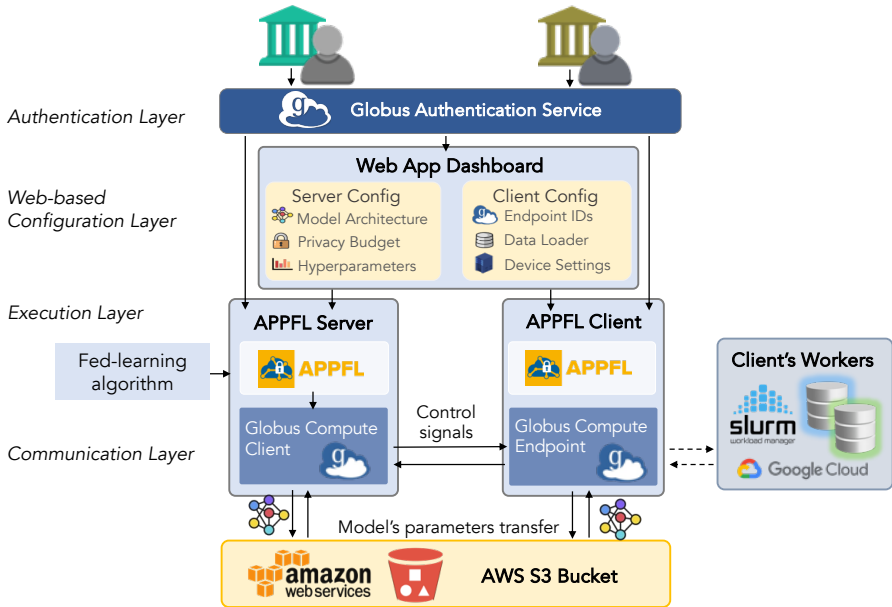 Authentication Layer
g
Globus Authentication Service
Web App Dashboard
Web-based
Configuration Layer
Server Config
Model Architecture
Privacy Budget
Hyperparameters
Client Config
g
Endpoint IDs
Data Loader
Device Settings
Execution Layer
APPFL Server
APPFL
APPFL Client
APPFL
Fed-learning
algorithm
Client's Workers
slurm
workload manager
Google Cloud
Communication Layer
Globus Compute
Client
g
Control
signals
Globus Compute
Endpoint
g
Model's parameters transfer
amazon
webservices
AWS S3 Bucket